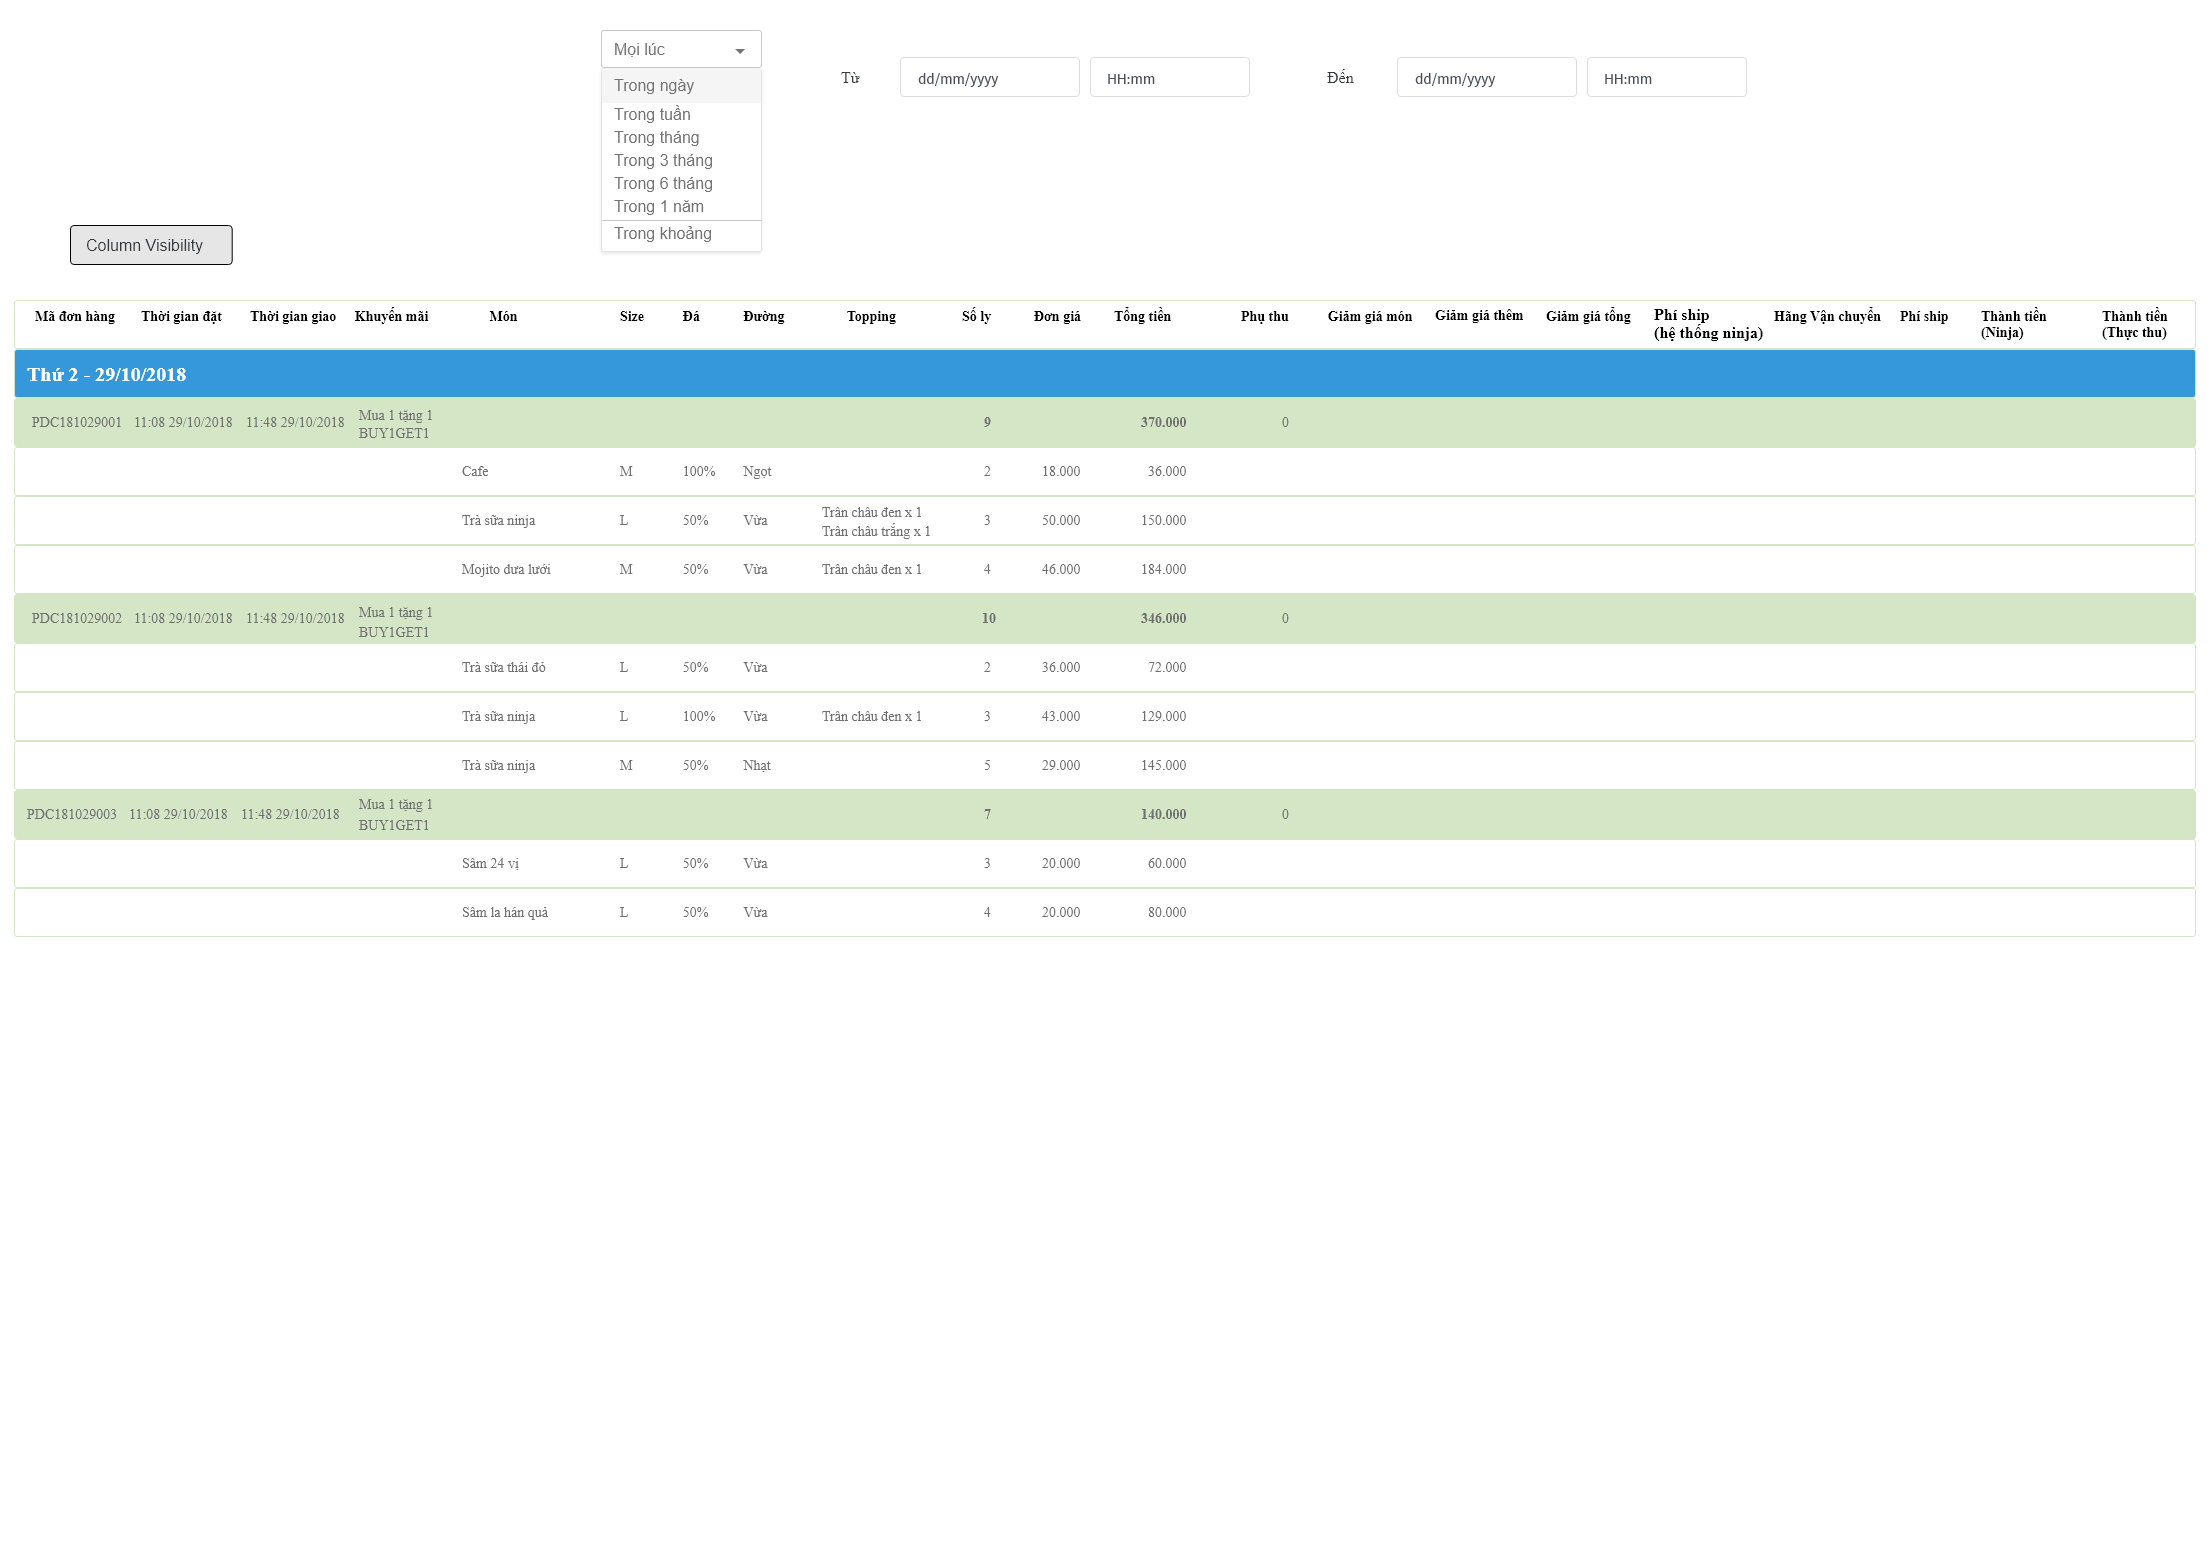 Mọi lúc
Trong ngày
Trong tuần
Trong tháng
Trong 3 tháng
Trong 6 tháng
Trong 1 năm
Trong khoảng
Từ dd/mm/yyyy HH:mm Đến dd/mm/yyyy HH:mm
Column Visibility
Mã đơn hàng Thời gian đặt Thời gian giao Khuyến mãi Món Size Đá Đường Topping Số ly Đơn giá Tổng tiền Phụ thu Giảm giá món Giảm giá thêm Giảm giá tổng Phí ship Hãng Vận chuyển Phí ship Thành tiền Thành tiền
(hệ thống ninja) (Ninja) (Thực thu)
Thứ 2 - 29/10/2018
PDC181029001 11:08 29/10/2018 11:48 29/10/2018 Mua 1 tặng 1 9 370.000 0
BUY1GET1
Cafe M 100% Ngọt 2 18.000 36.000
Trà sữa ninja L 50% Vừa Trân châu đen x 1 3 50.000 150.000
Trân châu trắng x 1
Mojito dưa lưới M 50% Vừa Trân châu đen x 1 4 46.000 184.000
PDC181029002 11:08 29/10/2018 11:48 29/10/2018 Mua 1 tặng 1 10 346.000 0
BUY1GET1
Trà sữa thái đỏ L 50% Vừa 2 36.000 72.000
Trà sữa ninja L 100% Vừa Trân châu đen x 1 3 43.000 129.000
Trà sữa ninja M 50% Nhạt 5 29.000 145.000
PDC181029003 11:08 29/10/2018 11:48 29/10/2018 Mua 1 tặng 1 7 140.000 0
BUY1GET1
Sâm 24 vị L 50% Vừa 3 20.000 60.000
Sâm la hán quả L 50% Vừa 4 20.000 80.000